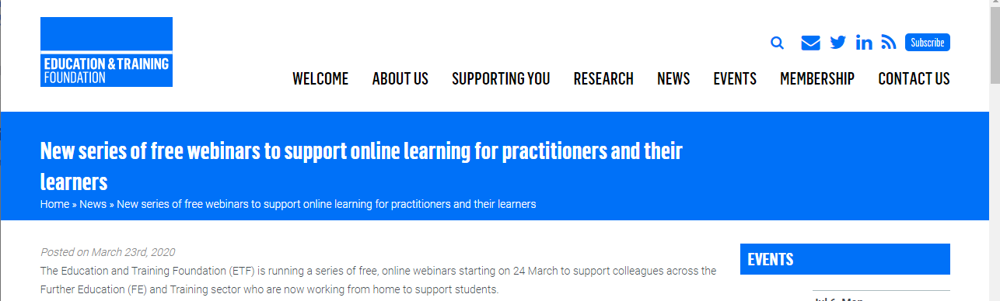 EDUCATION & TRAINING
FOUNDATION
Subscribe
WELCOME ABOUT US SUPPORTING YOU RESEARCH NEWS EVENTS MEMBERSHIP CONTACT US
New series of free webinars to support online learning for practitioners and their
learners
Home » News » New series of free webinars to support online learning for practitioners and their learners
Posted on March 23rd, 2020
The Education and Training Foundation (ETF) is running a series of free, online webinars starting on 24 March to support colleagues across the
Further Education (FE) and Training sector who are now working from home to support students.
EVENTS
Jul 6, Mon